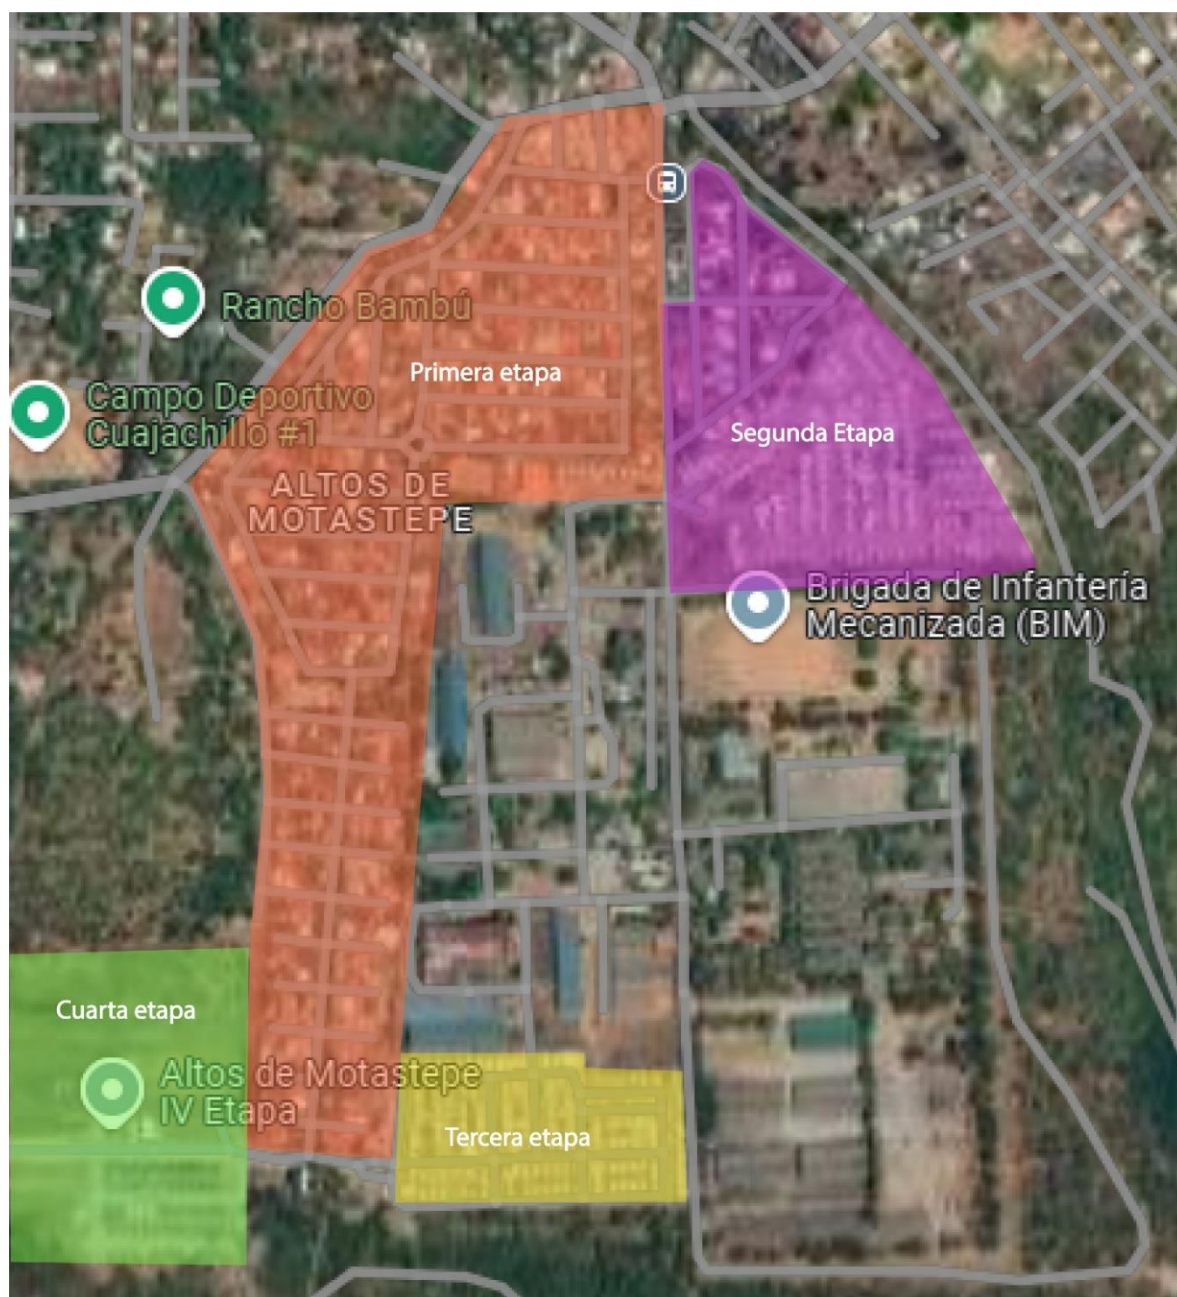 Rancho Bambú
Primera etapa
Campo Deportivo
Cuajachillo #1
Segunda Etapa
ALTOS DE
MOTASTEPE
Brigada de Infantería
Mecanizada (BIM)
Cuarta etapa
Altos de Motastepe
IV Etapa
Tercera etapa